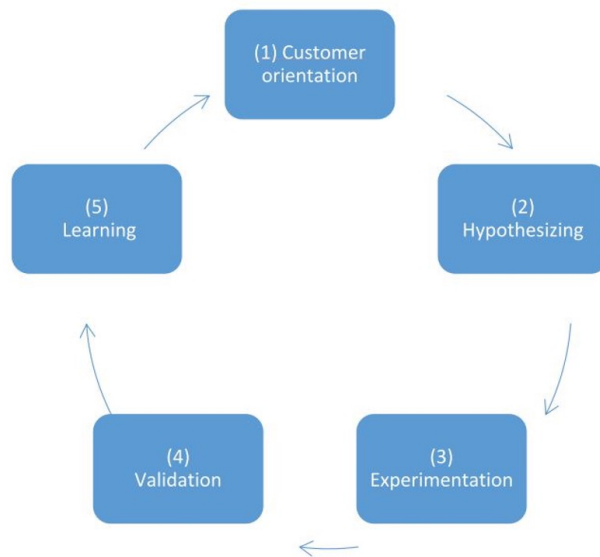 (1) Customer
orientation
(2)
Hypothesizing
(3)
Experimentation
(4)
Validation
(5)
Learning